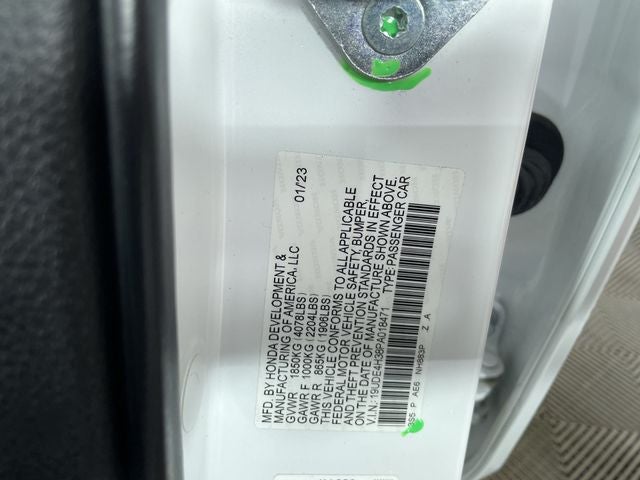 MFD. BY HONDA DEVELOPMENT &
MANUFACTURING OF AMERICA, LLC 01/23
GVWR 1850KG (4078LBS)
GAWR F 1000KG (2204LBS)
GAWR R 865KG (1906LBS)
THIS VEHICLE CONFORMS TO ALL APPLICABLE
FEDERAL MOTOR VEHICLE SAFETY, BUMPER,
AND THEFT PREVENTION STANDARDS IN EFFECT
ON THE DATE OF MANUFACTURE SHOWN ABOVE.
V.I.N.: TYPE:PASSENGER CAR
P AE6 NH883P Z A